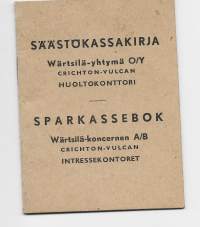 SÄÄSTÖKASSAKIRJA
Wärtsilä-yhtymä O/Y
CRICHTON-VULCAN
HUOLTOKONTTORI
SPARKASSEBOK
Wärtsilä-koncernen A/B
CRICHTON-VULCAN
INTRESSEKONTORET